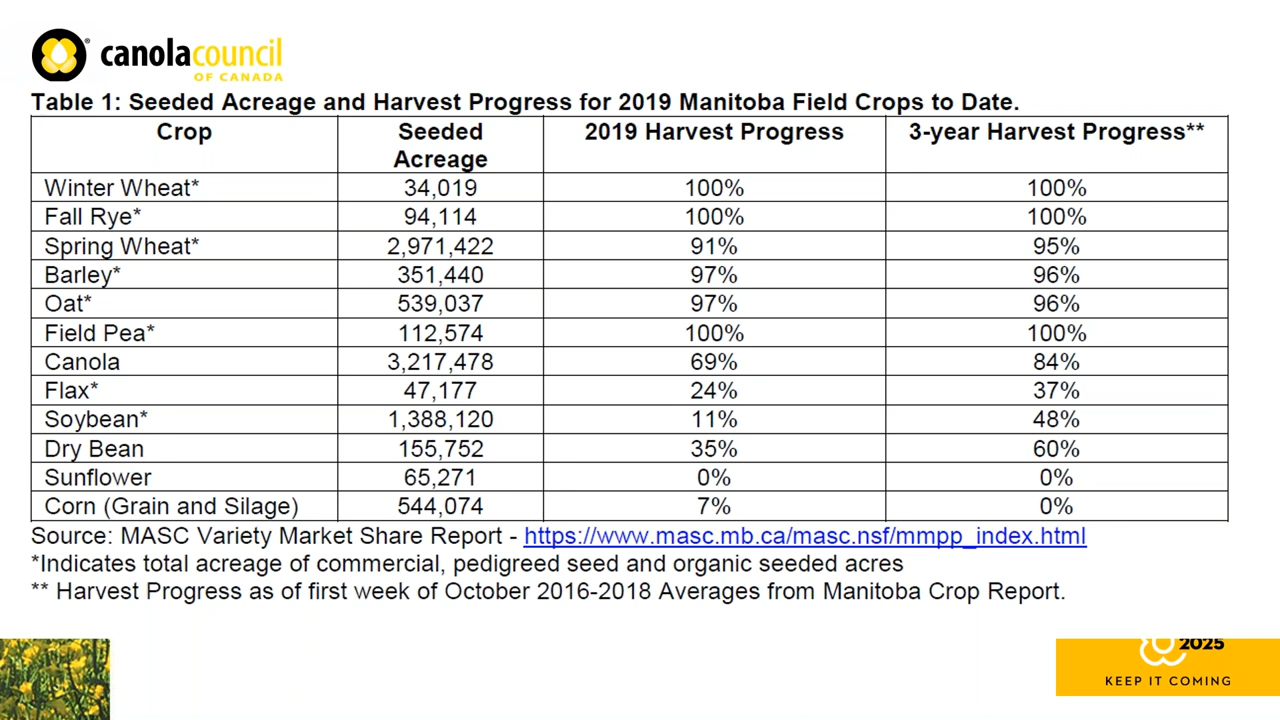 canolacouncil
OF CANADA
Table 1: Seeded Acreage and Harvest Progress for 2019 Manitoba Field Crops to Date.
Crop Seeded Acreage 2019 Harvest Progress 3-year Harvest Progress**
Winter Wheat* 34,019 100% 100%
Fall Rye* 94,114 100% 100%
Spring Wheat* 2,971,422 91% 95%
Barley* 351,440 97% 96%
Oat* 539,037 97% 96%
Field Pea* 112,574 100% 100%
Canola 3,217,478 69% 84%
Flax* 47,177 24% 37%
Soybean* 1,388,120 11% 48%
Dry Bean 155,752 35% 60%
Sunflower 65,271 0% 0%
Corn (Grain and Silage) 544,074 7% 0%
Source: MASC Variety Market Share Report - https://www.masc.mb.ca/masc.nsf/mmpp_index.html
*Indicates total acreage of commercial, pedigreed seed and organic seeded acres
** Harvest Progress as of first week of October 2016-2018 Averages from Manitoba Crop Report.
2025
KEEP IT COMING